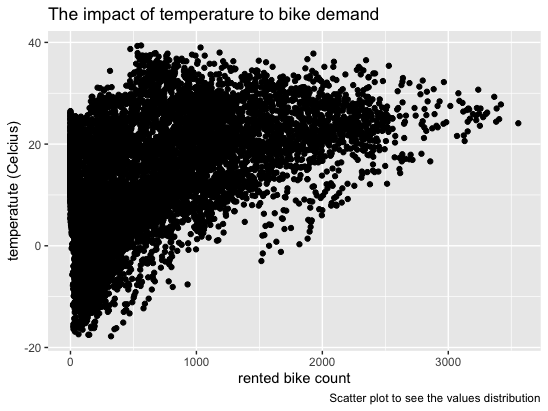 The impact of temperature to bike demand
40
20
0
-20
temperatute (Celcius)
0 1000 2000 3000
rented bike count
Scatter plot to see the values distribution